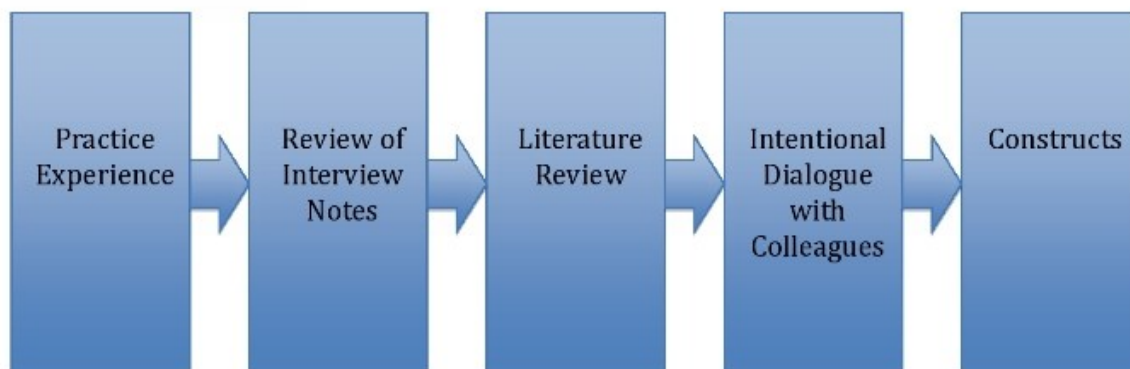 Practice
Experience
Review of
Interview
Notes
Literature
Review
Intentional
Dialogue
with
Colleagues
Constructs